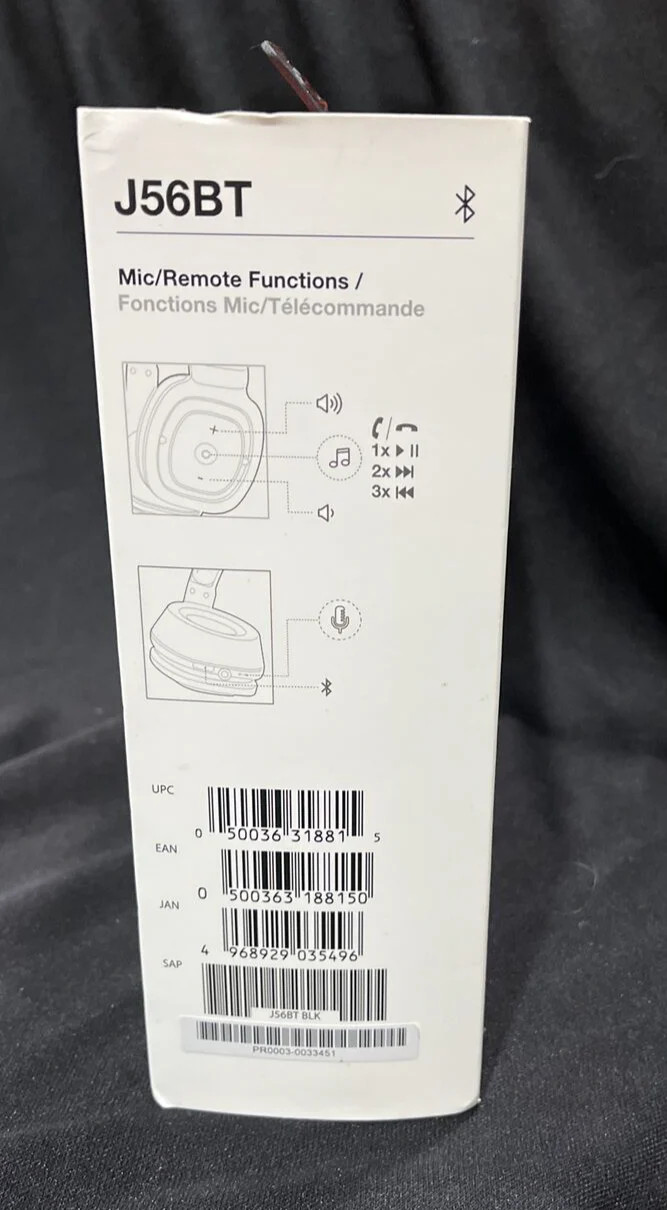 J56BT
Mic/Remote Functions /
Fonctions Mic/Télécommande
+
1x
2x
-
3x
UPC
0 50036 31881 5
EAN
0 500363 188150
JAN
4 968929 035496
SAP
J56BT BLK
PR0003-0033451